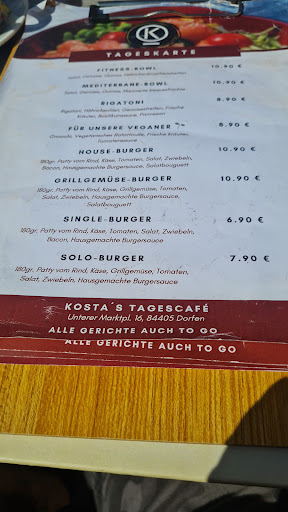 K
TAGESKARTE
FITNESS-BOWL 10.90 €
MEDITERRANE-BOWL 10.90 €
RIGATONI 8.90 €
Rigatoni, Hähnchenfilet, Gemüsestreifen, Frische
Kräuter, Basilikumsauce, Parmesan
FÜR UNSERE VEGANER 8.90 €
Kräuter,
Tomatensalat
HOUSE-BURGER 10.90 €
180gr. Patty vom Rind, Käse, Tomaten, Salat, Zwiebeln,
Bacon, Hausgemachte Burgersauce, Salatbouquett
GRILLGEMÜSE-BURGER 10.90 €
180gr. Patty vom Rind, Käse, Grillgemüse, Tomaten,
Salat, Zwiebeln, Hausgemachte Burgersauce,
Salatbouquett
SINGLE-BURGER 6.90 €
180gr. Patty vom Rind, Käse, Tomaten, Salat, Zwiebeln,
Bacon, Hausgemachte Burgersauce
SOLO-BURGER 7.90 €
180gr. Patty vom Rind, Käse, Grillgemüse, Tomaten,
Salat, Zwiebeln, Hausgemachte Burgersauce
KOSTA´S TAGESCAFÉ
Unterer Marktpl. 16, 84405 Dorfen
ALLE GERICHTE AUCH TO GO
ALLE GERICHTE AUCH TO GO